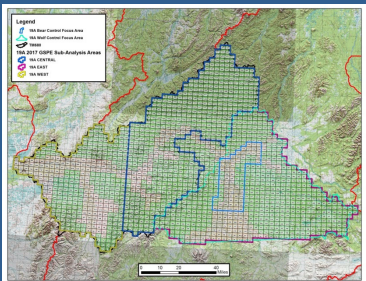 Legend
19A Bear Control Focus Area
19A Wolf Control Focus Area
19A 2017 GSPE Sub-Analysis Areas
19A CENTRAL
19A EAST
19A WEST
0 10 20 40
Miles